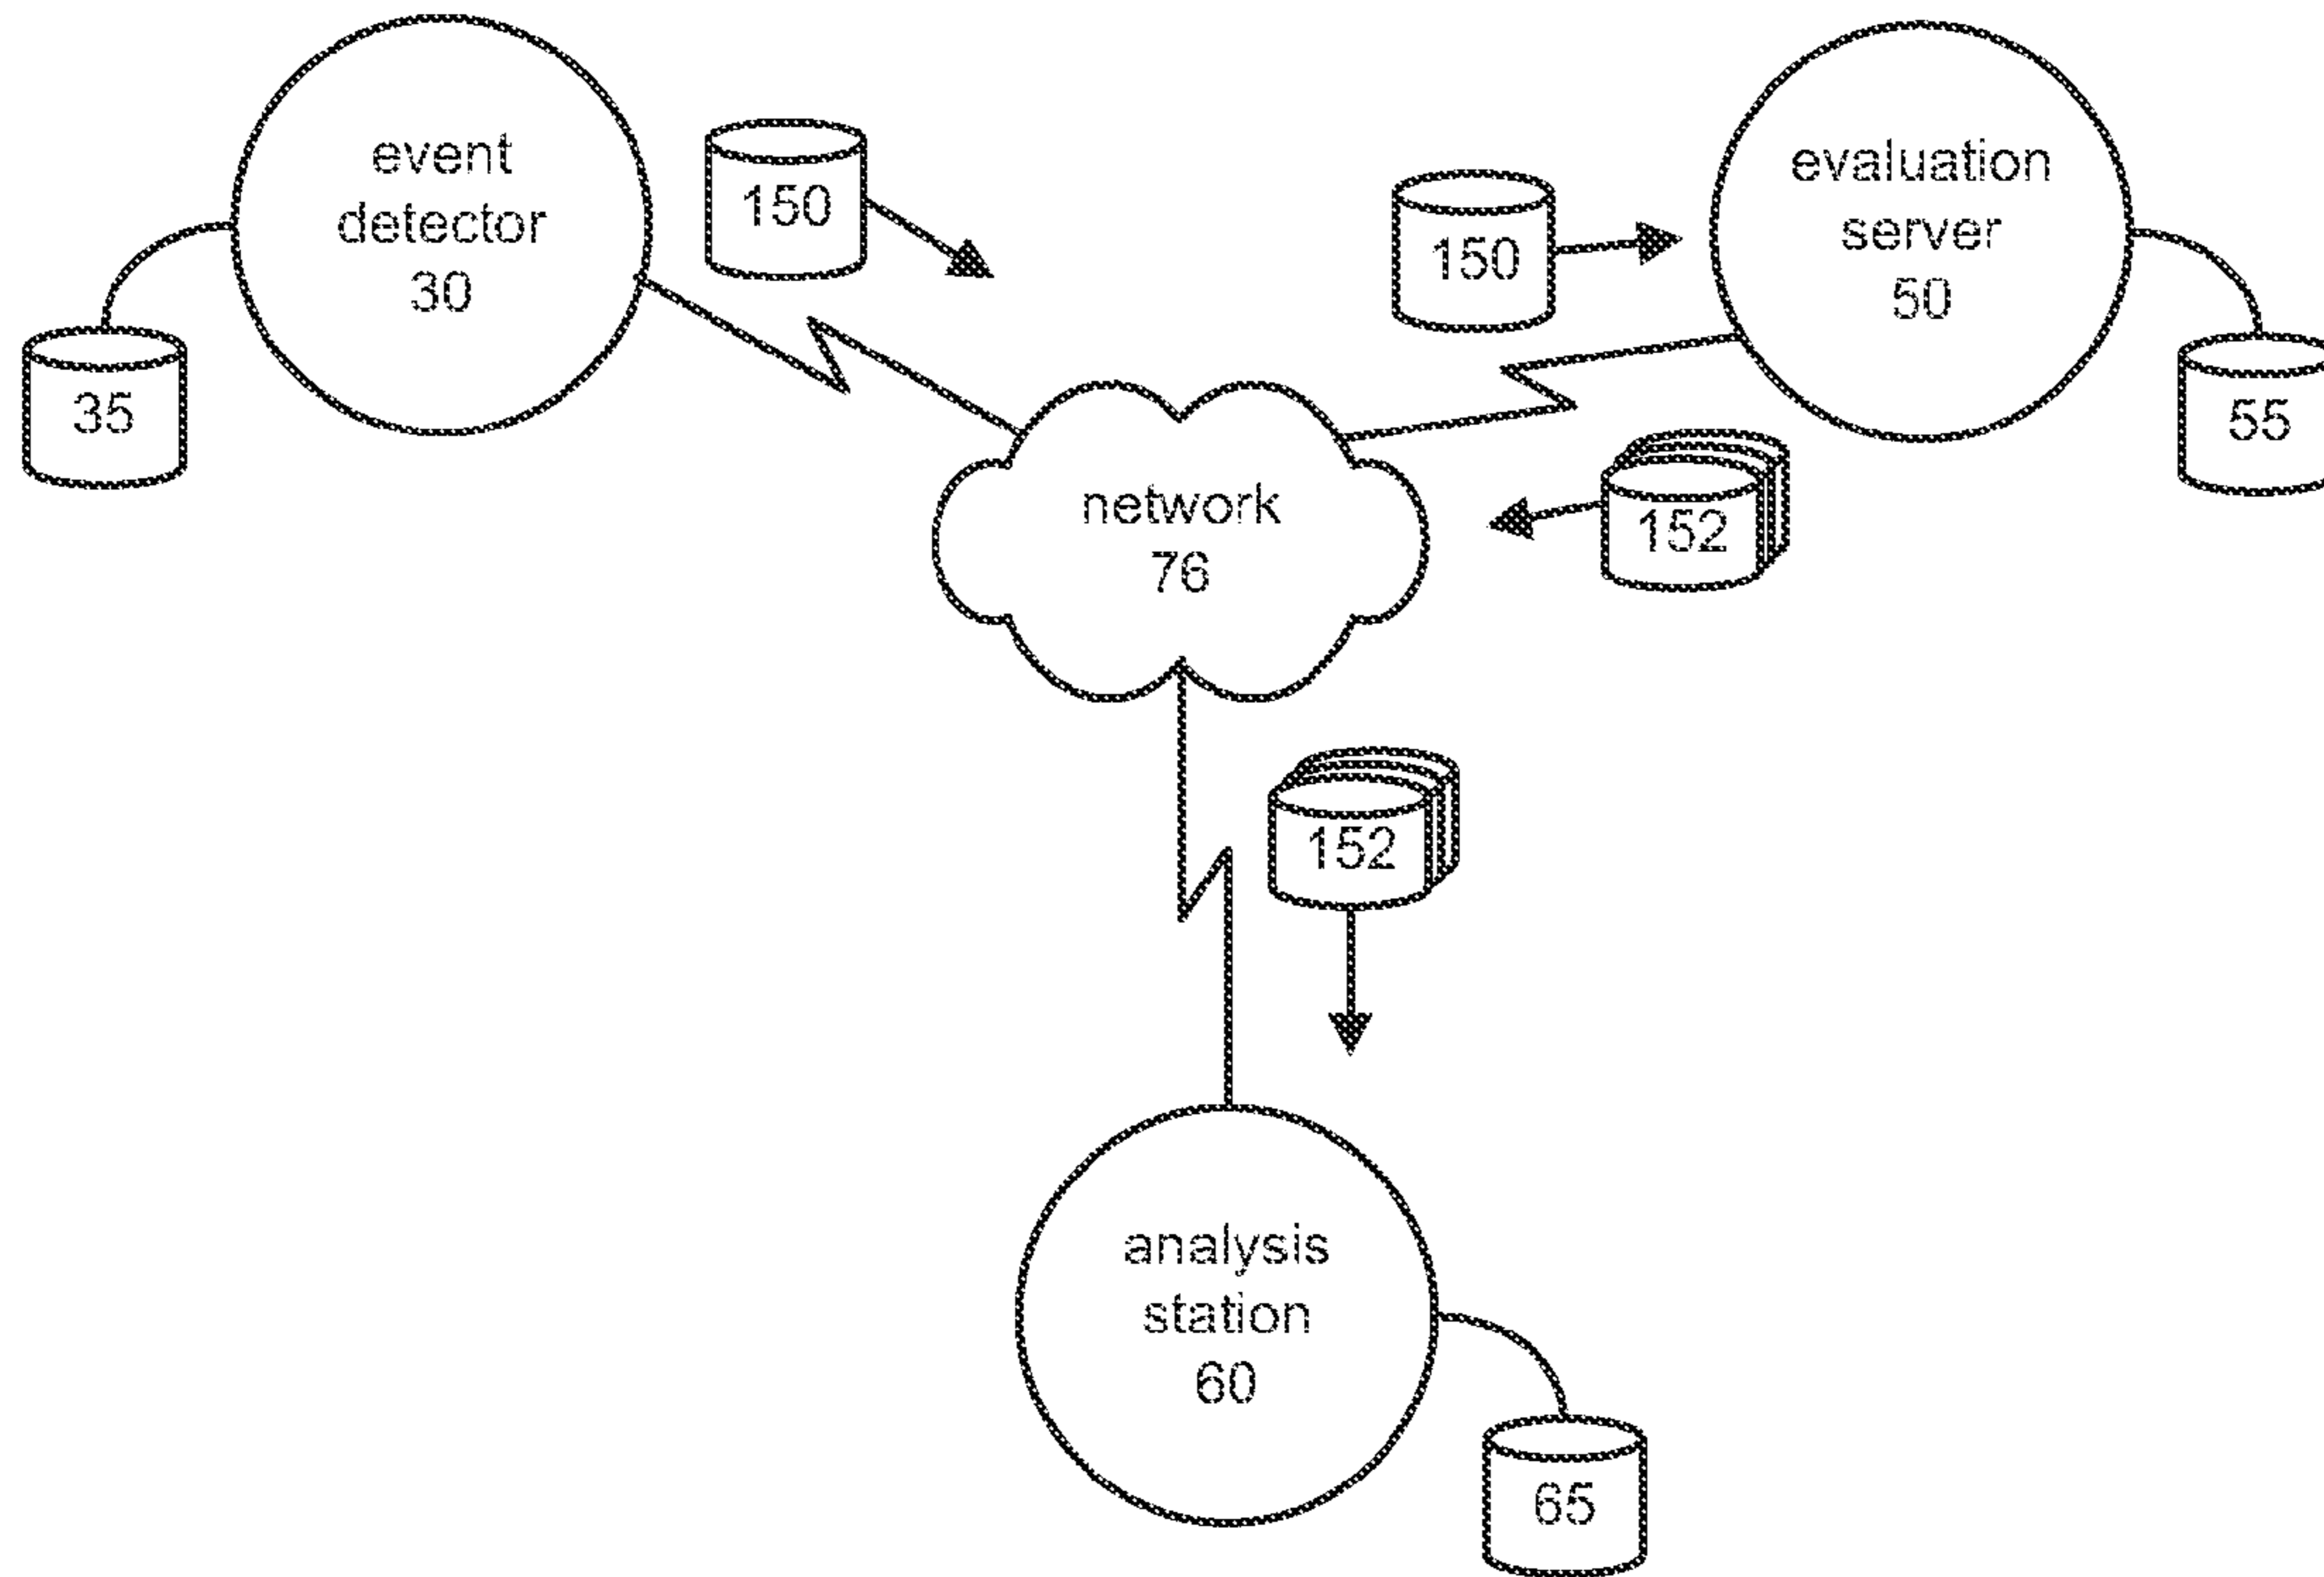 event
detector
30
150
150
evaluation
server
50
35
55
network
76
152
152
analysis
station
60
65